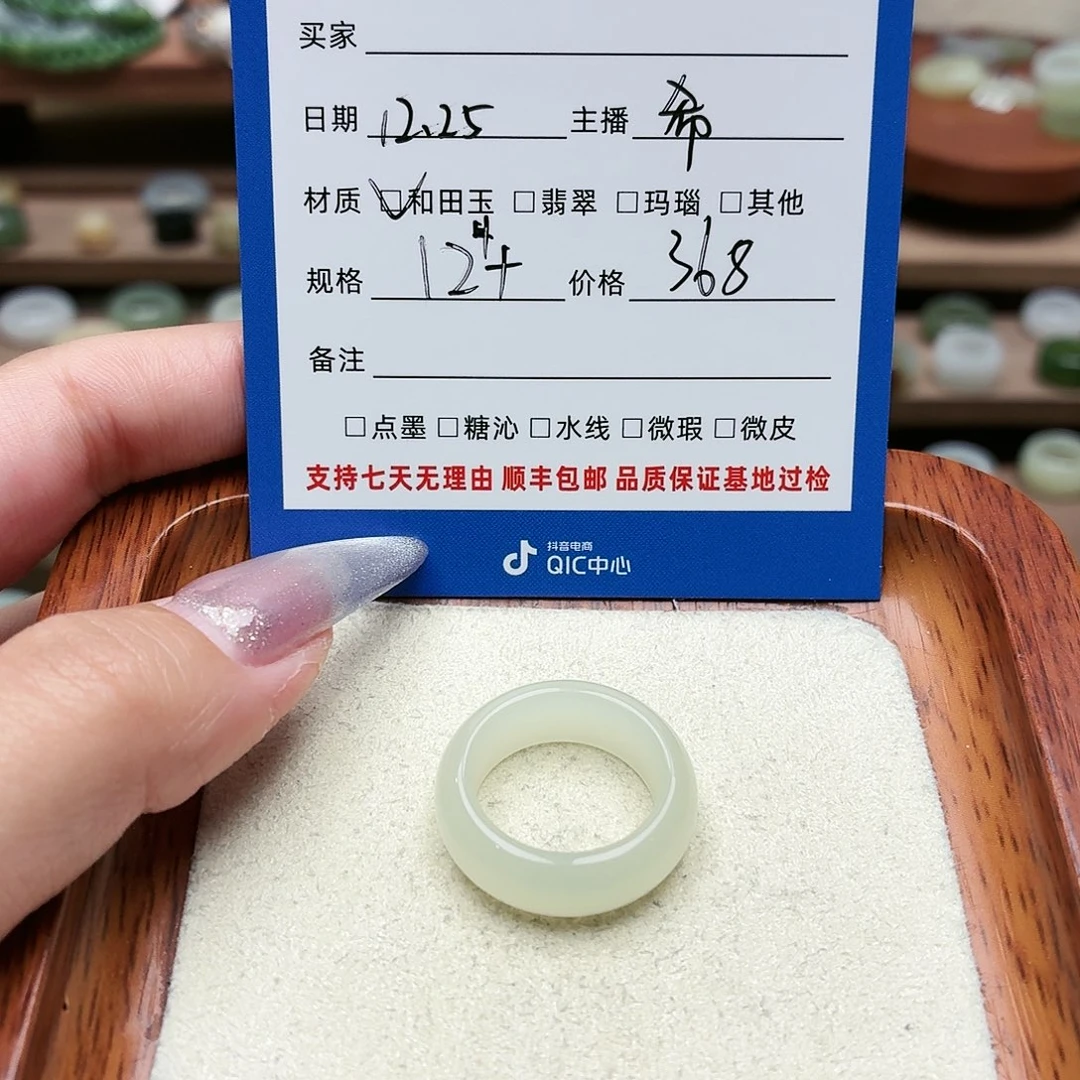 买家
日期 12.25 主播 希
材质 ☑和田玉 □翡翠 □玛瑙 □其他
规格 12+ 价格 368
备注
□点墨 □糖沁 □水线 □微瑕 □微皮
支持七天无理由 顺丰包邮 品质保证基地过检
抖音电商
QIC中心